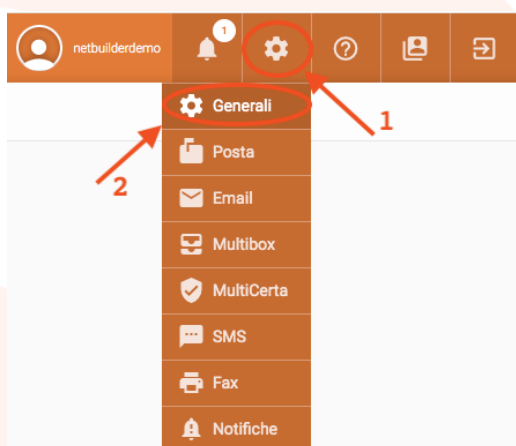 netbuilderdemo
1
Generali
1
Posta
2
Email
Multibox
MultiCerta
SMS
Fax
Notifiche